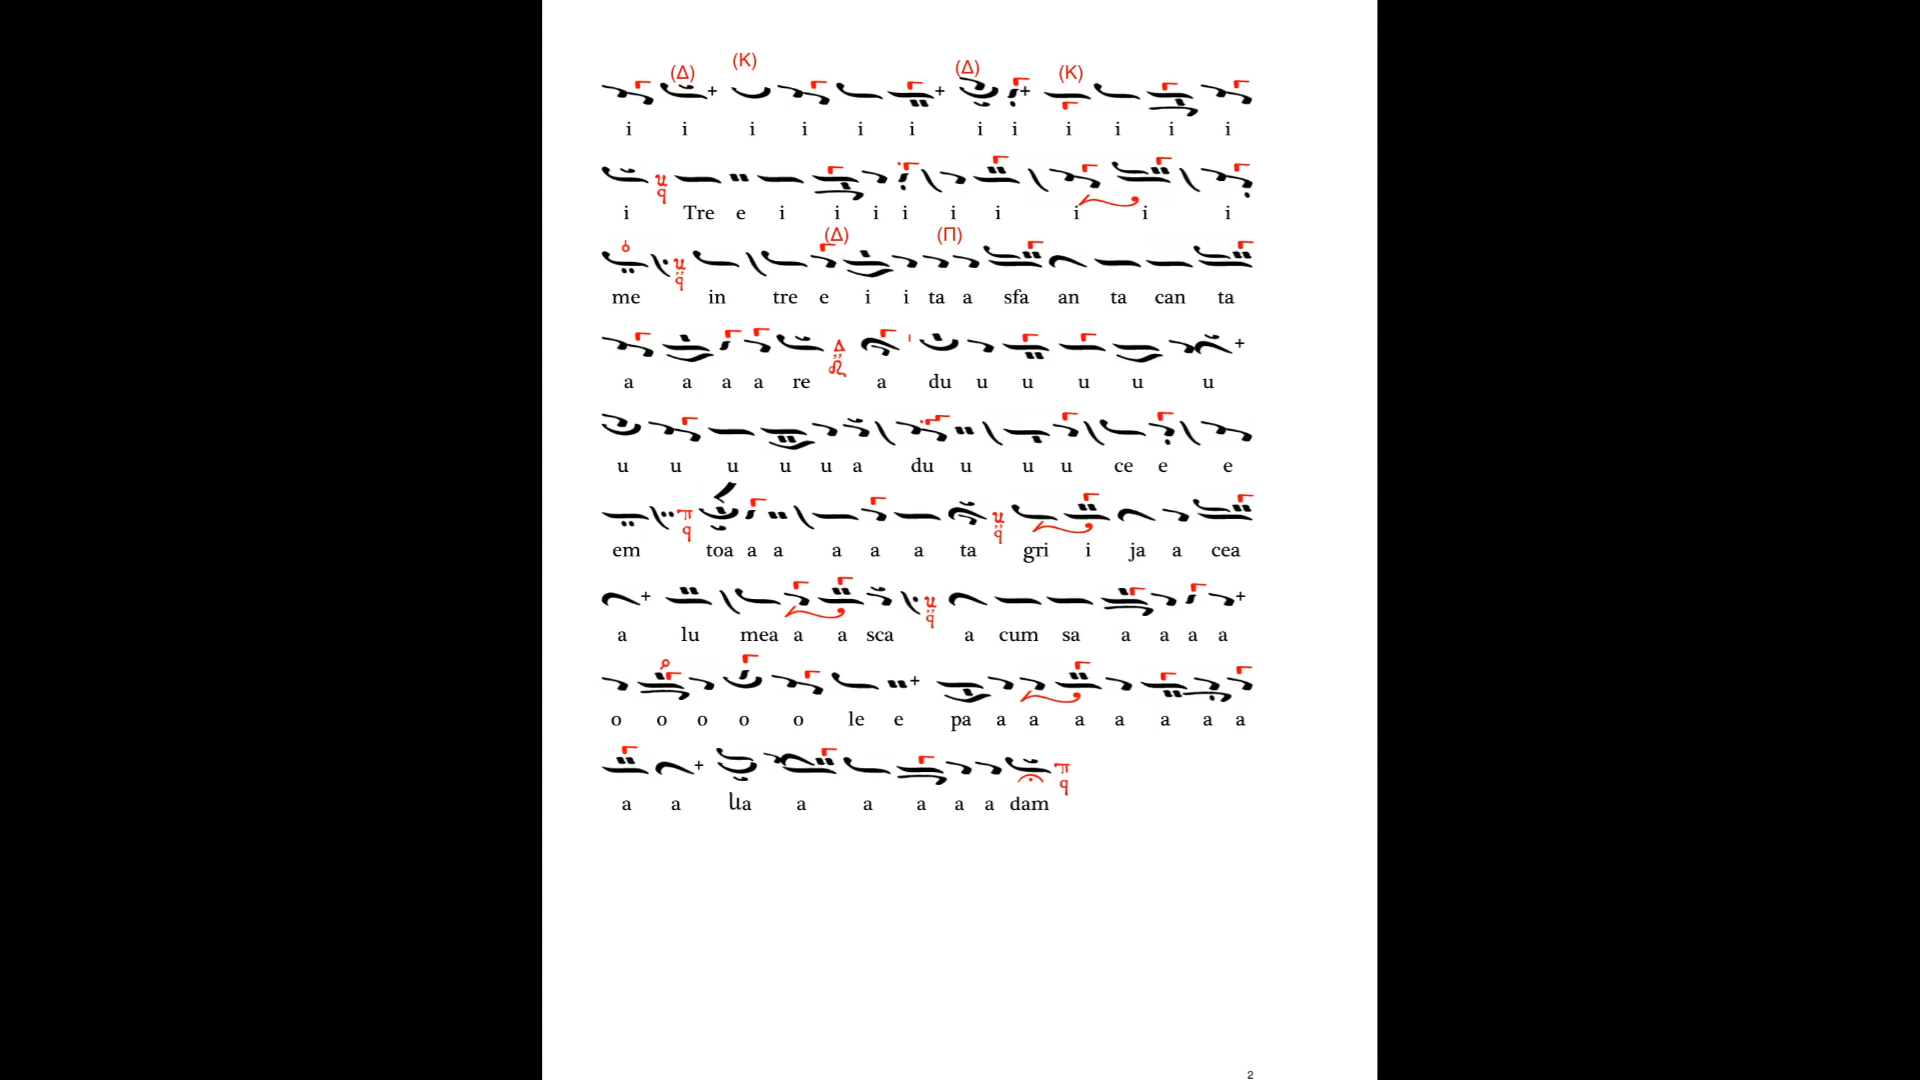 (Δ) (K) (Δ) (K)
i i i i i i i i i i i i
i Tre e i i i i i i i i i
(Δ) (Π)
me in tre e i i ta a sfa an ta can ta
a a a a re a du u u u u u
u u u u u a du u u u ce e e
em toa a a a a a ta gri i ja a cea
a lu mea a a sca a cum sa a a a a
o o o o o le e pa a a a a a a a
a a ua a a a a a dam
2